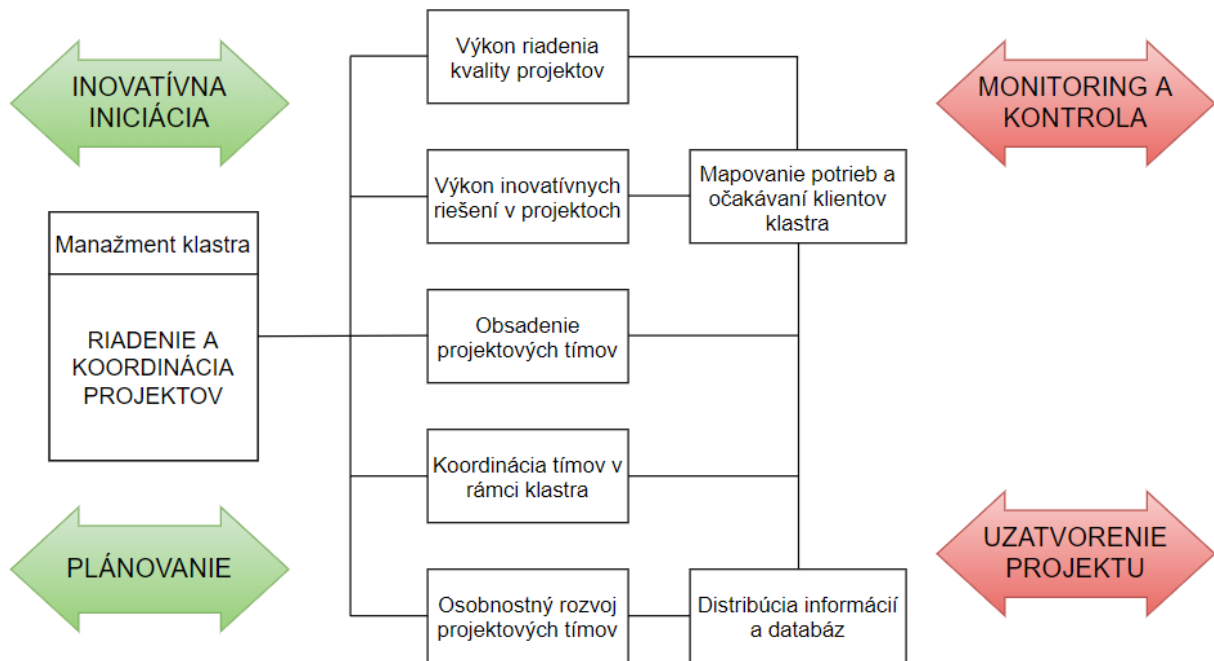 INOVATÍVNA
INICIÁCIA
Manažment klastra
RIADENIE A
KOORDINÁCIA
PROJEKTOV
PLÁNOVANIE
Výkon riadenia
kvality projektov
Výkon inovatívnych
riešení v projektoch
Obsadenie
projektových tímov
Koordinácia tímov v
rámci klastra
Osobnostný rozvoj
projektových tímov
Mapovanie potrieb a
očakávaní klientov
klastra
Distribúcia informácií
a databáz
MONITORING A
KONTROLA
UZATVORENIE
PROJEKTU